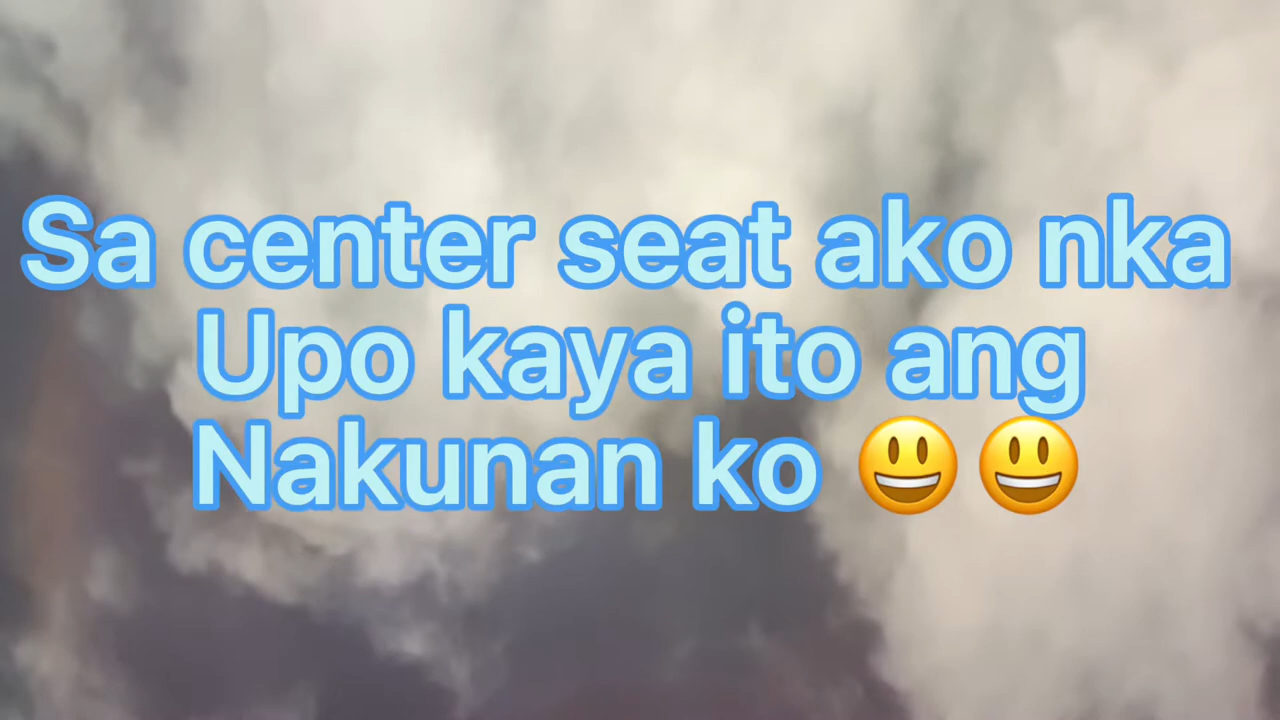 Sa center seat ako nka
Upo kaya ito ang
Nakunan ko 😃😃